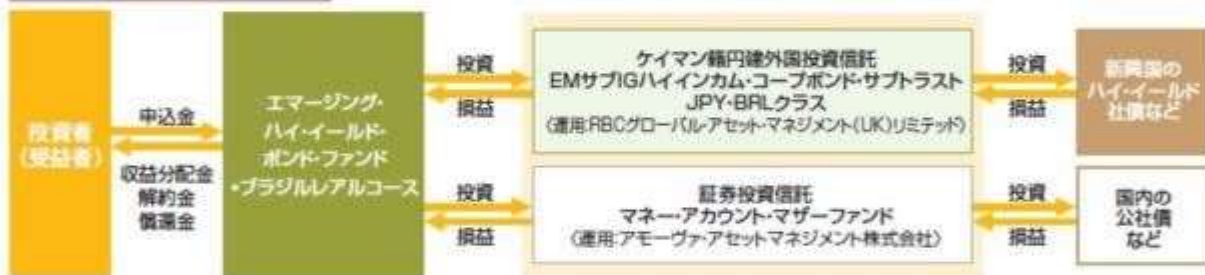 投資者
(受益者)
申込金
収益分配金
解約金
償還金
エマージング・
ハイ・イールド・
ボンド・ファンド
・ブラジルレアルコース
投資
損益
ケイマン籍円建外国投資信託
EMサブIGハイインカム・コープボンド・サブトラスト
JPY・BRLクラス
〈運用:RBCグローバル・アセット・マネジメント(UK)リミテッド〉
投資
損益
新興国の
ハイ・イールド
社債など
投資
損益
証券投資信託
マネー・アカウント・マザーファンド
〈運用:アモーヴァ・アセットマネジメント株式会社〉
投資
損益
国内の
公社債
など